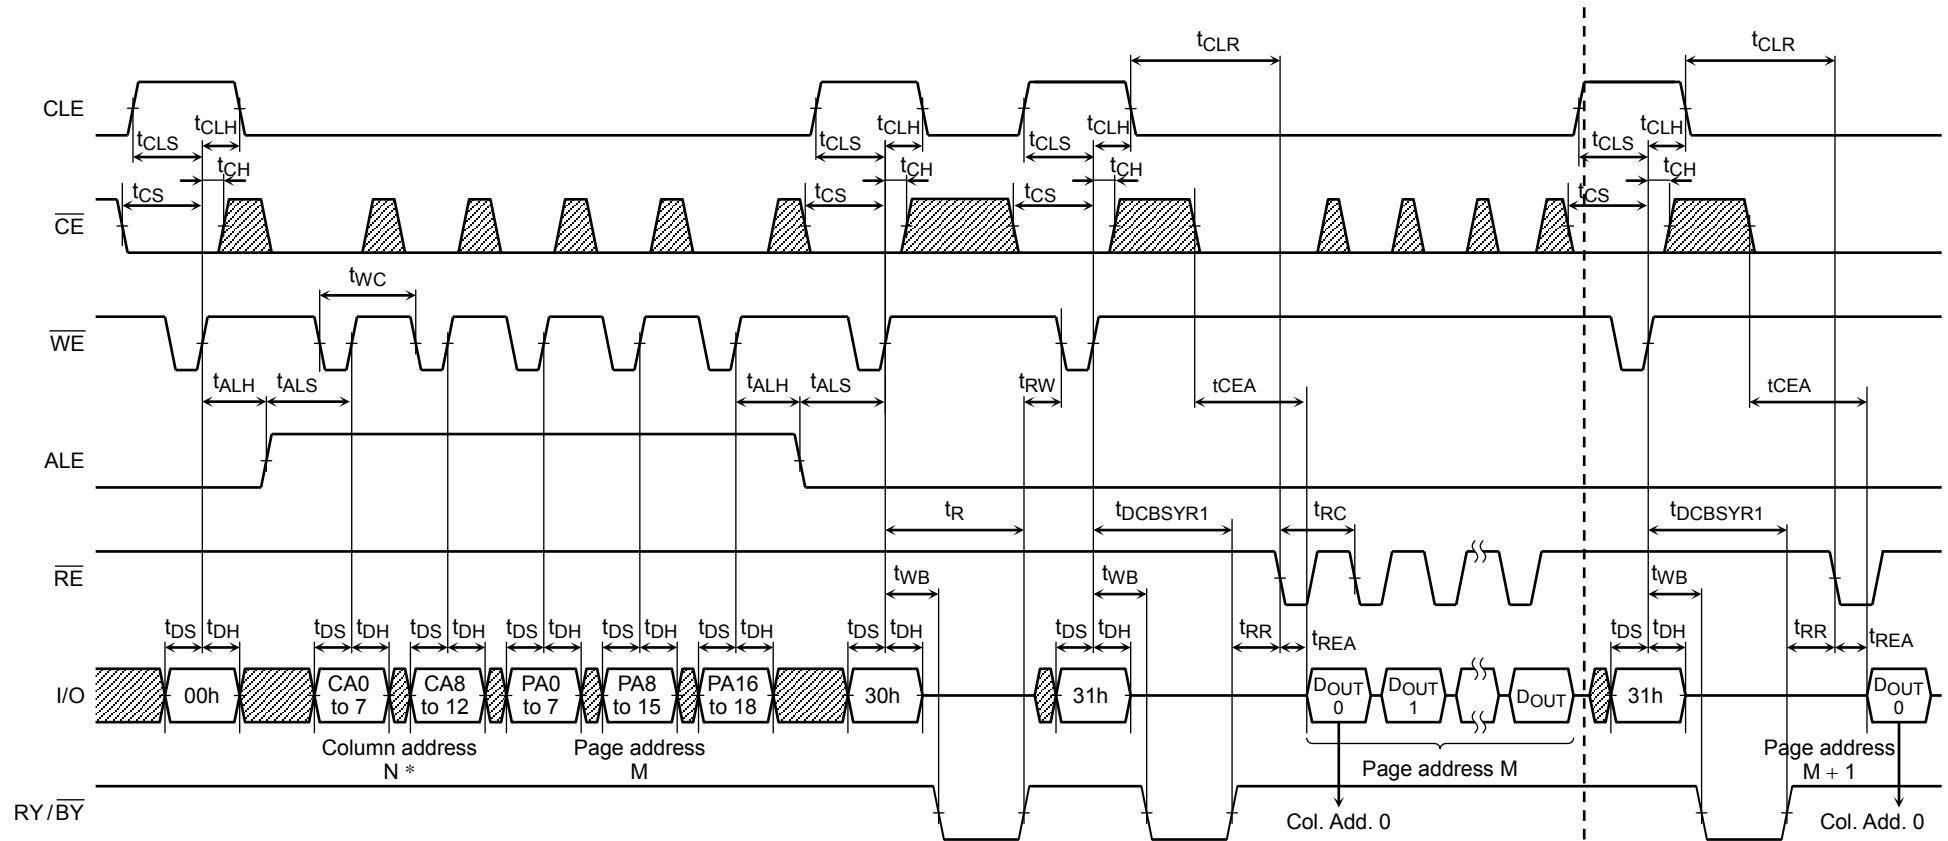 tCLR tCLR
CLE
tCLH tCLH tCLH tCLH
tCLS tCLS tCLS tCLS
tCH tCH tCH tCH
tCS tCS tCS tCS
CE
tWC
WE
tALH tALS tALH tALS tRW tCEA tCEA
ALE
tR tDCBSYR1 tRC tDCBSYR1
RE
tWB tWB tWB
tDS tDH tDS tDH tDS tDH tDS tDH tDS tDH tDS tDH tDS tDH tDS tDH tRR tREA tDS tDH tRR tREA
I/O
00h
CA0
to 7
CA8
to 12
PA0
to 7
PA8
to 15
PA16
to 18
30h
31h
DOUT
0
DOUT
1
DOUT
31h
DOUT
0
Column address
N *
Page address
M
Page address M
Page address
M + 1
RY/BY
Col. Add. 0
Col. Add. 0